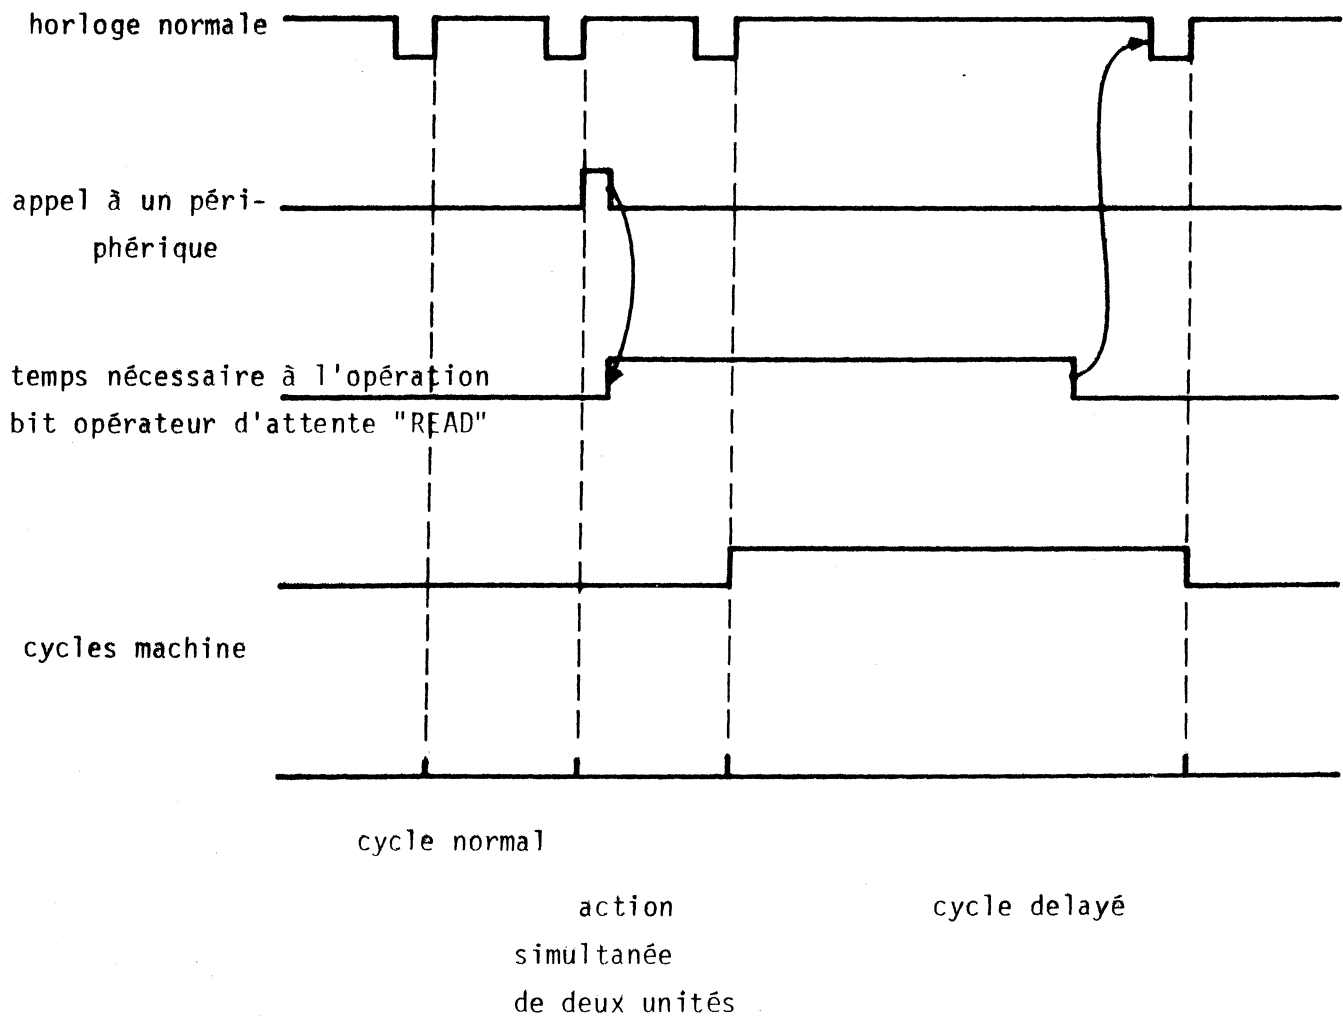 horloge normale
appel à un péri-
phérique
temps nécessaire à l'opération
bit opérateur d'attente "READ"
cycles machine
cycle normal
action
cycle delayé
simultanée
de deux unités